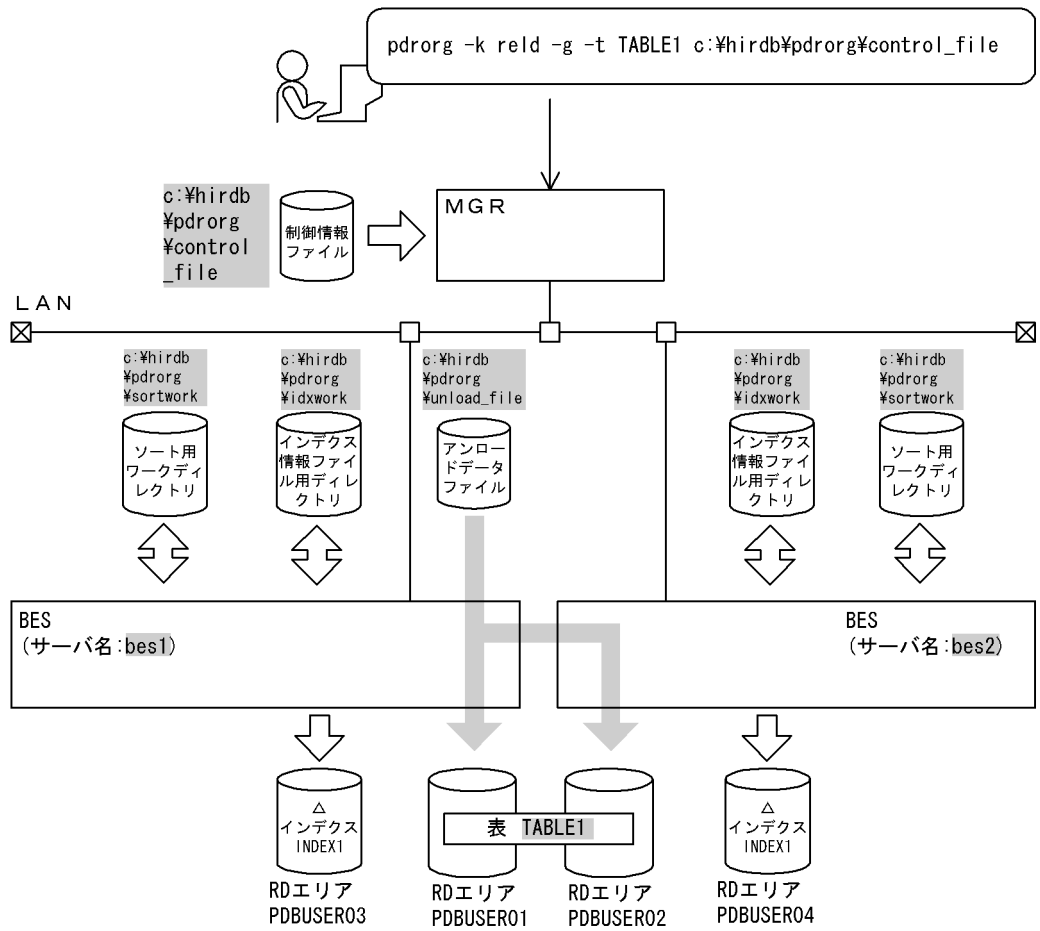 pdrorg -k reld -g -t TABLE1 c:¥hirdb¥pdrorg¥control_file
c:¥hirdb
¥pdrorg
¥control
_file
制御情報
ファイル
ＭＧＲ
ＬＡＮ
c:¥hirdb
¥pdrorg
¥sortwork
ソート用
ワークディ
レクトリ
c:¥hirdb
¥pdrorg
¥idxwork
インデクス
情報ファイ
ル用ディレ
クトリ
c:¥hirdb
¥pdrorg
¥unload_file
アンロー
ドデータ
ファイル
c:¥hirdb
¥pdrorg
¥idxwork
インデクス
情報ファイ
ル用ディレ
クトリ
c:¥hirdb
¥pdrorg
¥sortwork
ソート用
ワークディ
レクトリ
BES
(サーバ名:bes1)
BES
(サーバ名:bes2)
インデクス
INDEX1
表 TABLE1
インデクス
INDEX1
RDエリア
PDBUSER03
RDエリア
PDBUSER01
RDエリア
PDBUSER02
RDエリア
PDBUSER04